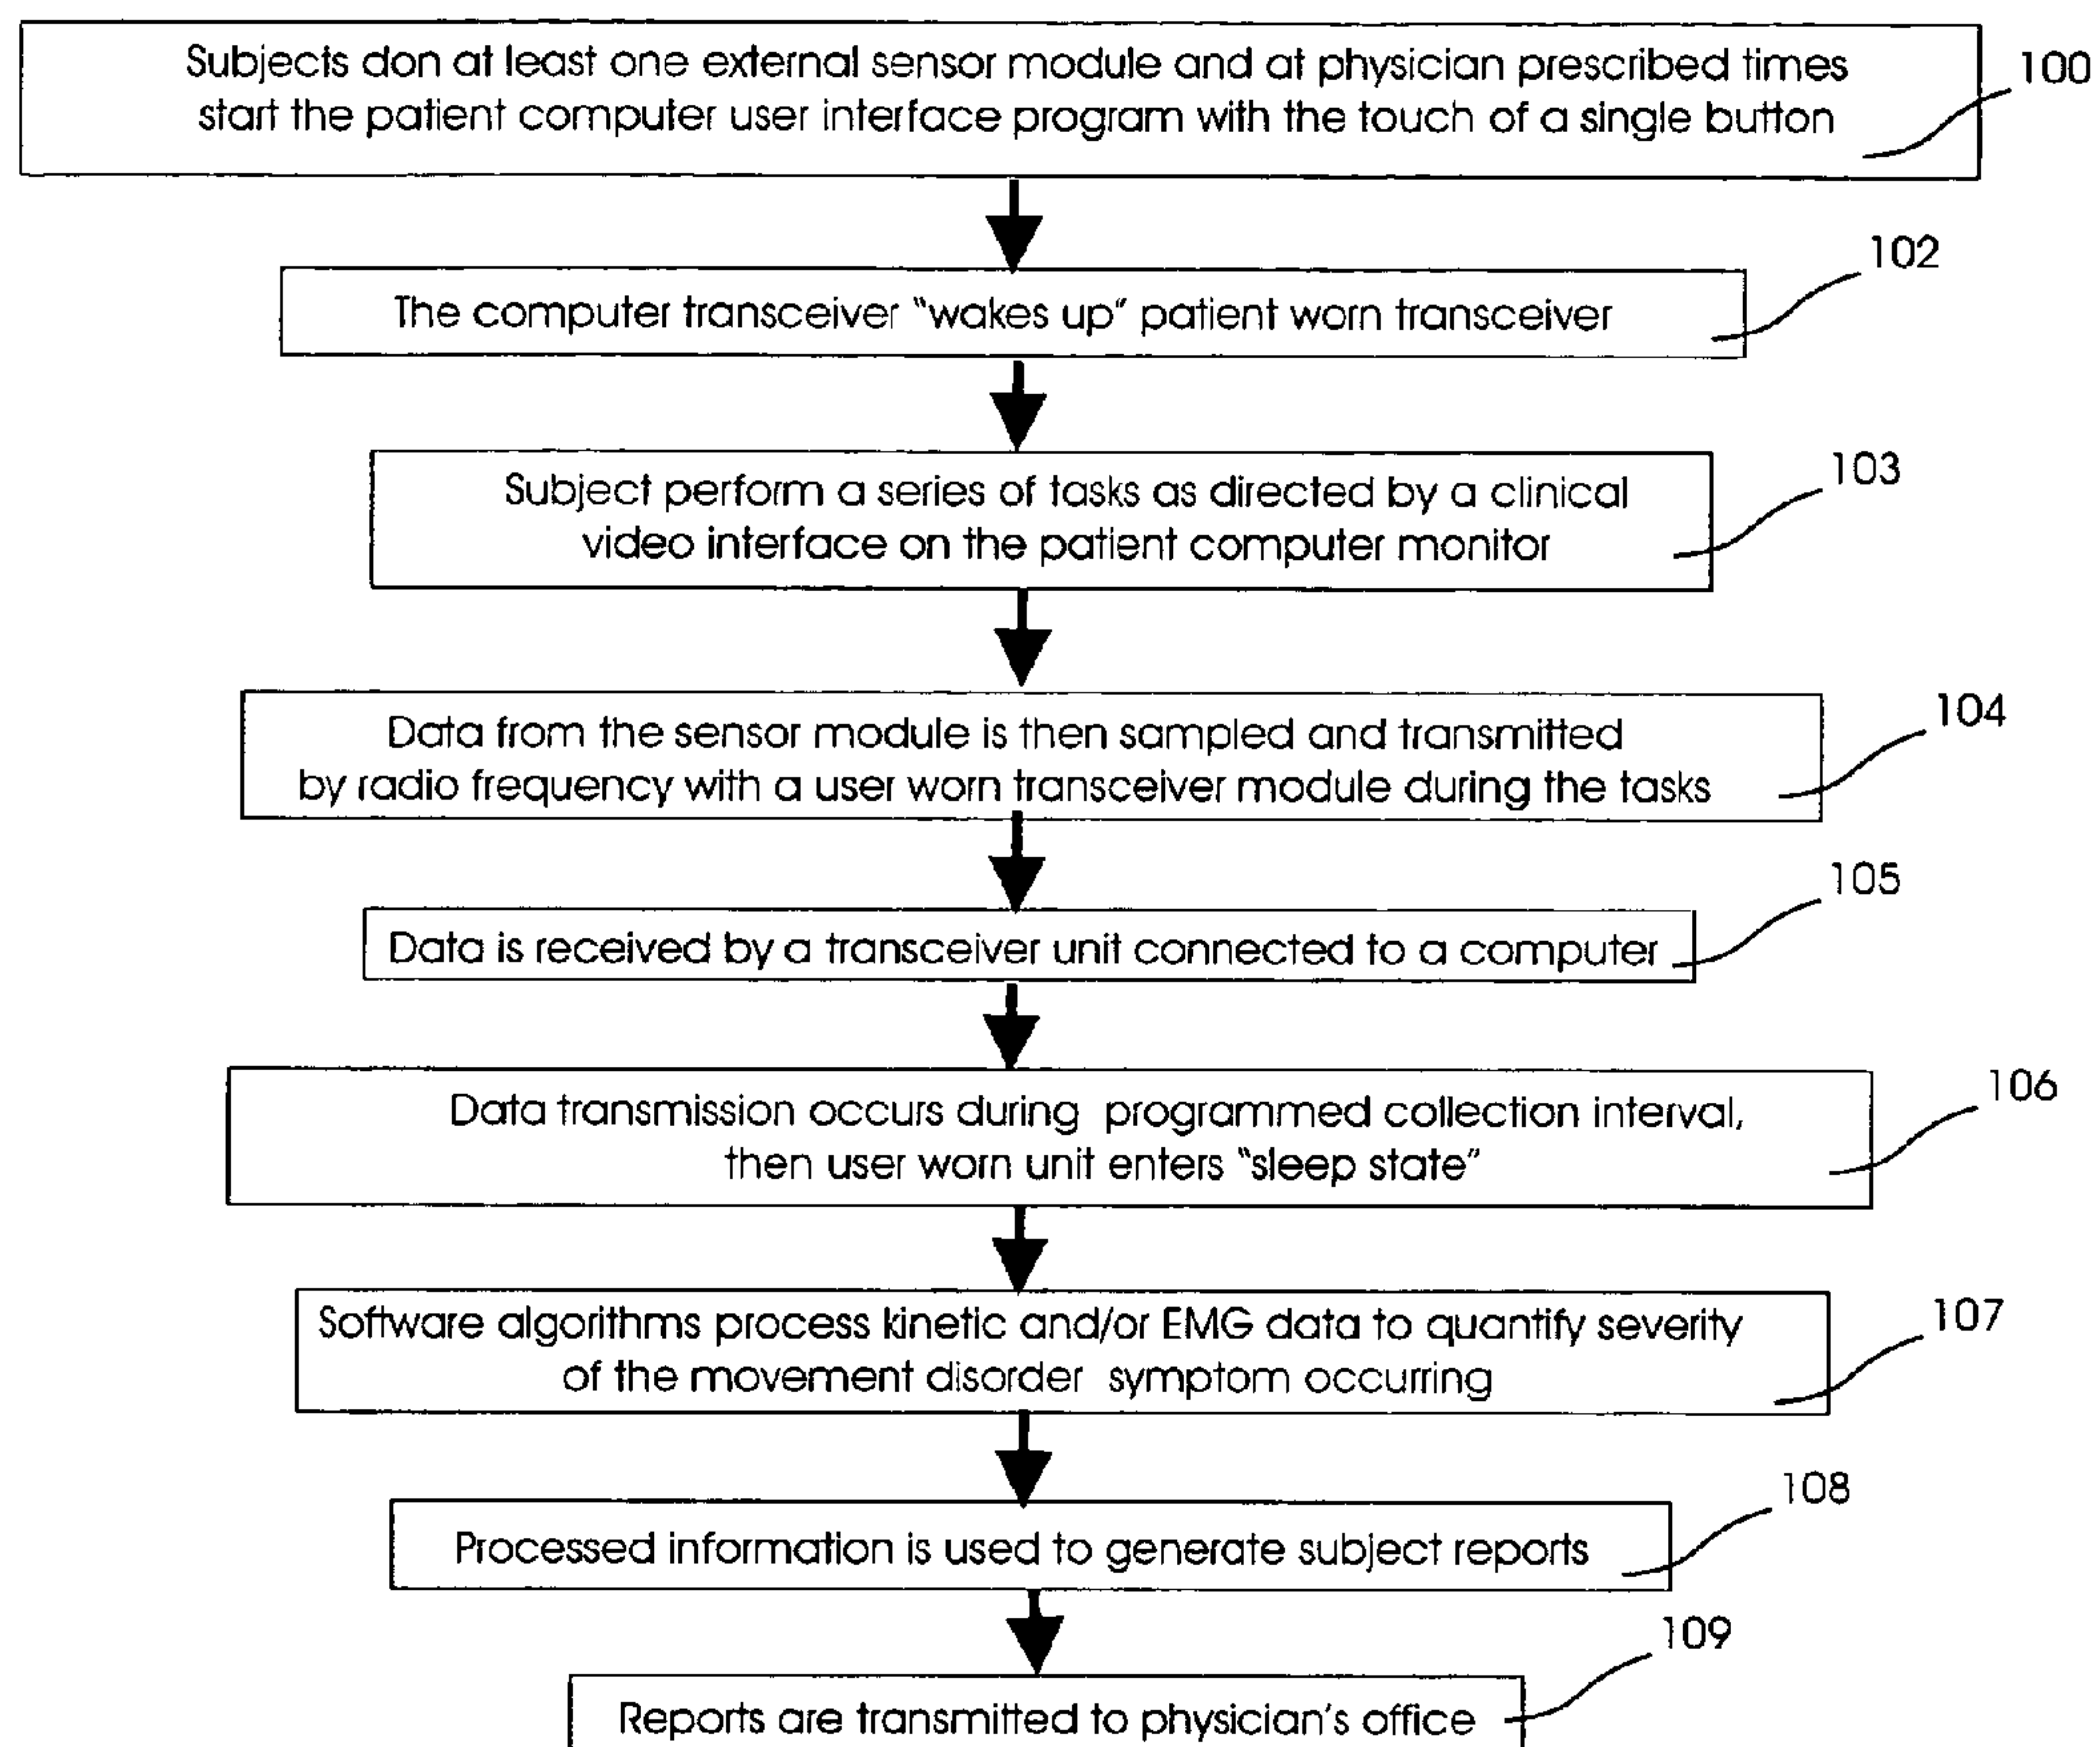 Subjects don at least one external sensor module and at physician prescribed times
start the patient computer user interface program with the touch of a single button
100
The computer transceiver "wakes up" patient worn transceiver
102
Subject perform a series of tasks as directed by a clinical
video interface on the patient computer monitor
103
Data from the sensor module is then sampled and transmitted
by radio frequency with a user worn transceiver module during the tasks
104
Data is received by a transceiver unit connected to a computer
105
Data transmission occurs during programmed collection interval,
then user worn unit enters "sleep state"
106
Software algorithms process kinetic and/or EMG data to quantify severity
of the movement disorder symptom occurring
107
Processed information is used to generate subject reports
108
Reports are transmitted to physician's office
109